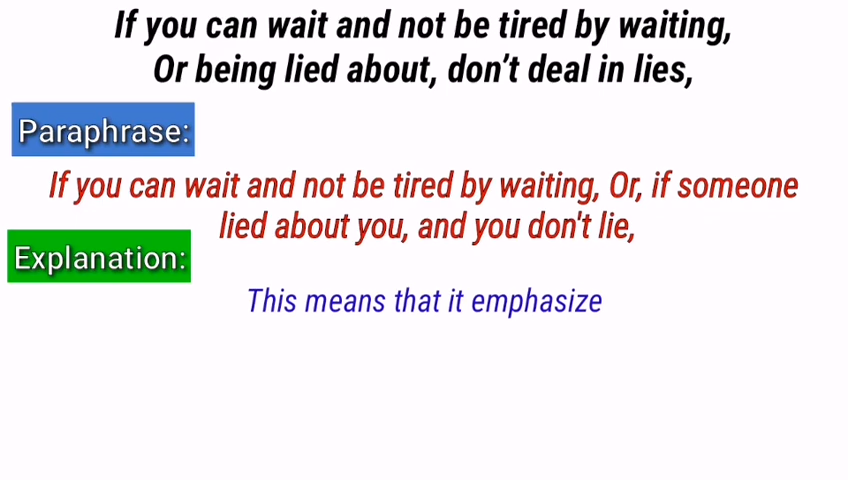 If you can wait and not be tired by waiting,
Or being lied about, don't deal in lies,
Paraphrase:
If you can wait and not be tired by waiting, Or, if someone
lied about you, and you don't lie,
Explanation:
This means that it emphasize